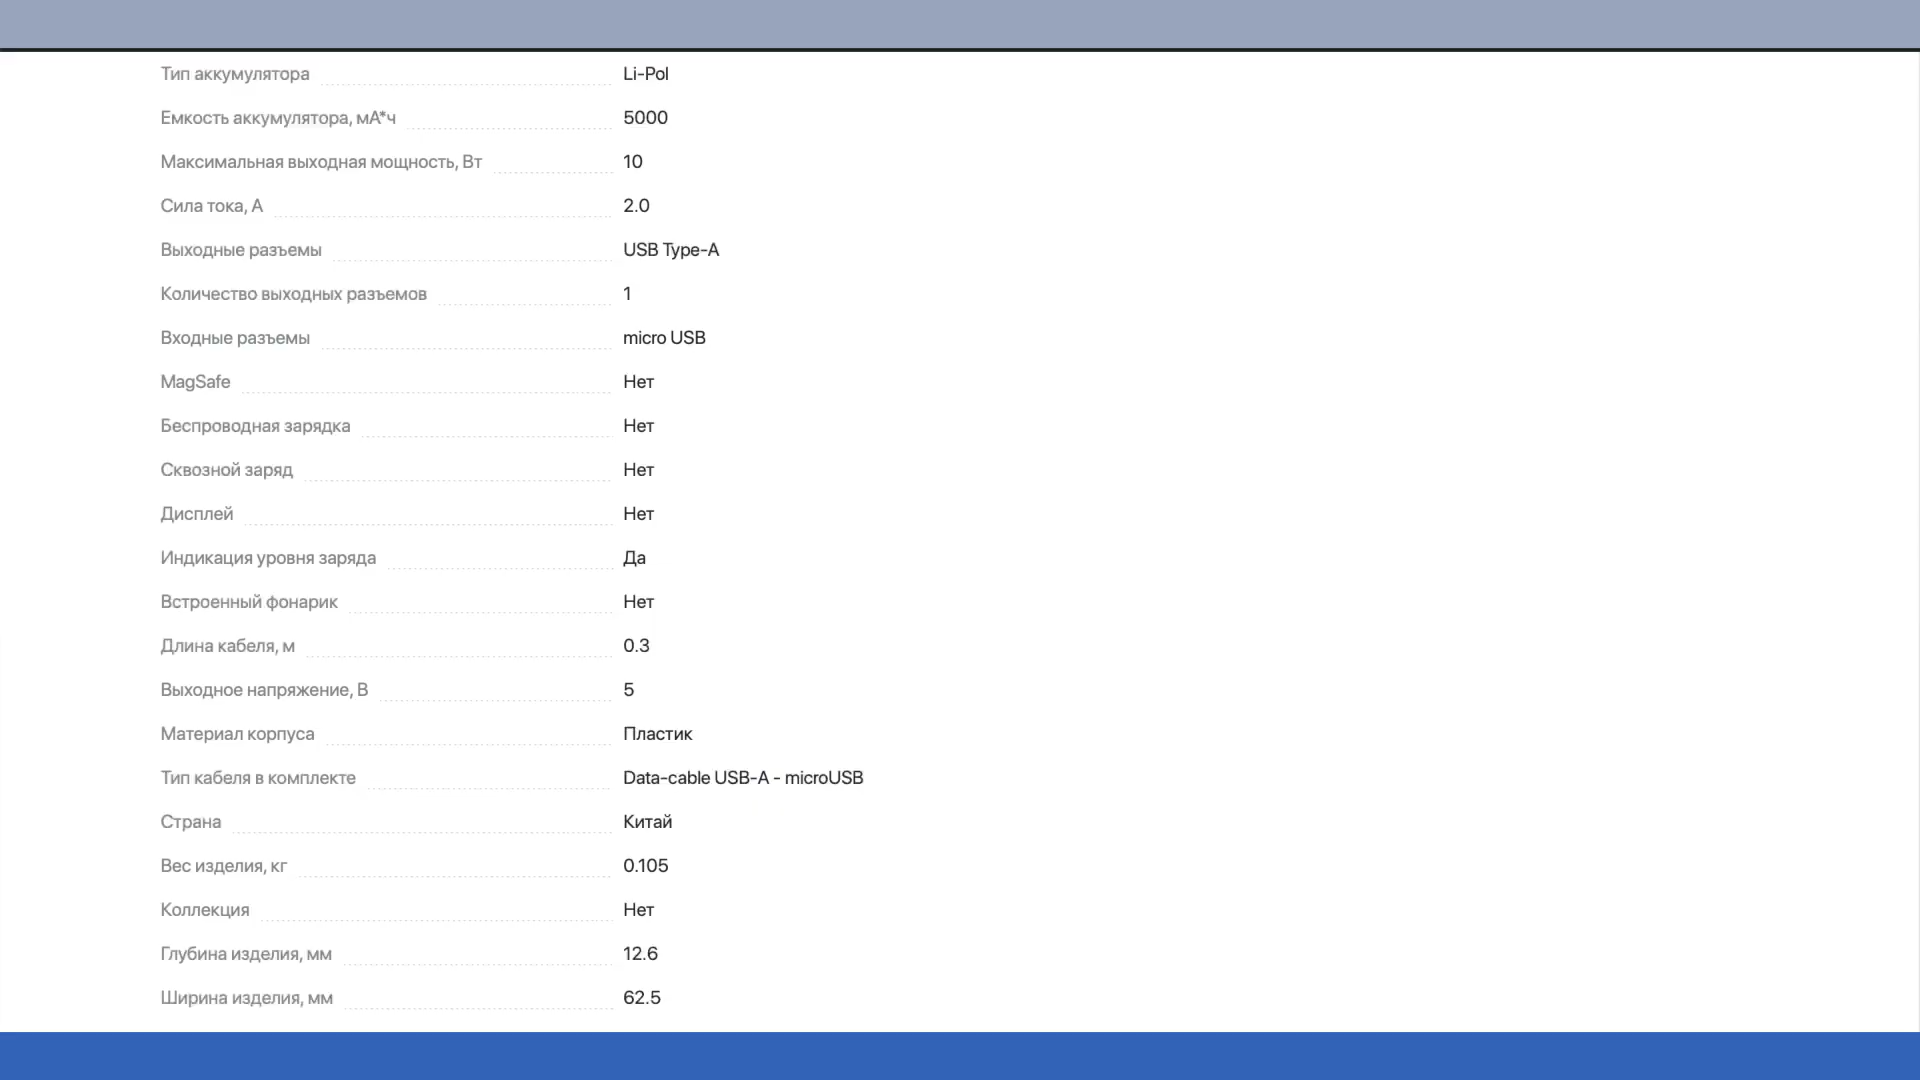 Тип аккумулятора Li-Pol
Емкость аккумулятора, мА*ч 5000
Максимальная выходная мощность, Вт 10
Сила тока, А 2.0
Выходные разъемы USB Type-A
Количество выходных разъемов 1
Входные разъемы micro USB
MagSafe Нет
Беспроводная зарядка Нет
Сквозной заряд Нет
Дисплей Нет
Индикация уровня заряда Да
Встроенный фонарик Нет
Длина кабеля, м 0.3
Выходное напряжение, В 5
Материал корпуса Пластик
Тип кабеля в комплекте Data-cable USB-A - microUSB
Страна Китай
Вес изделия, кг 0.105
Коллекция Нет
Глубина изделия, мм 12.6
Ширина изделия, мм 62.5